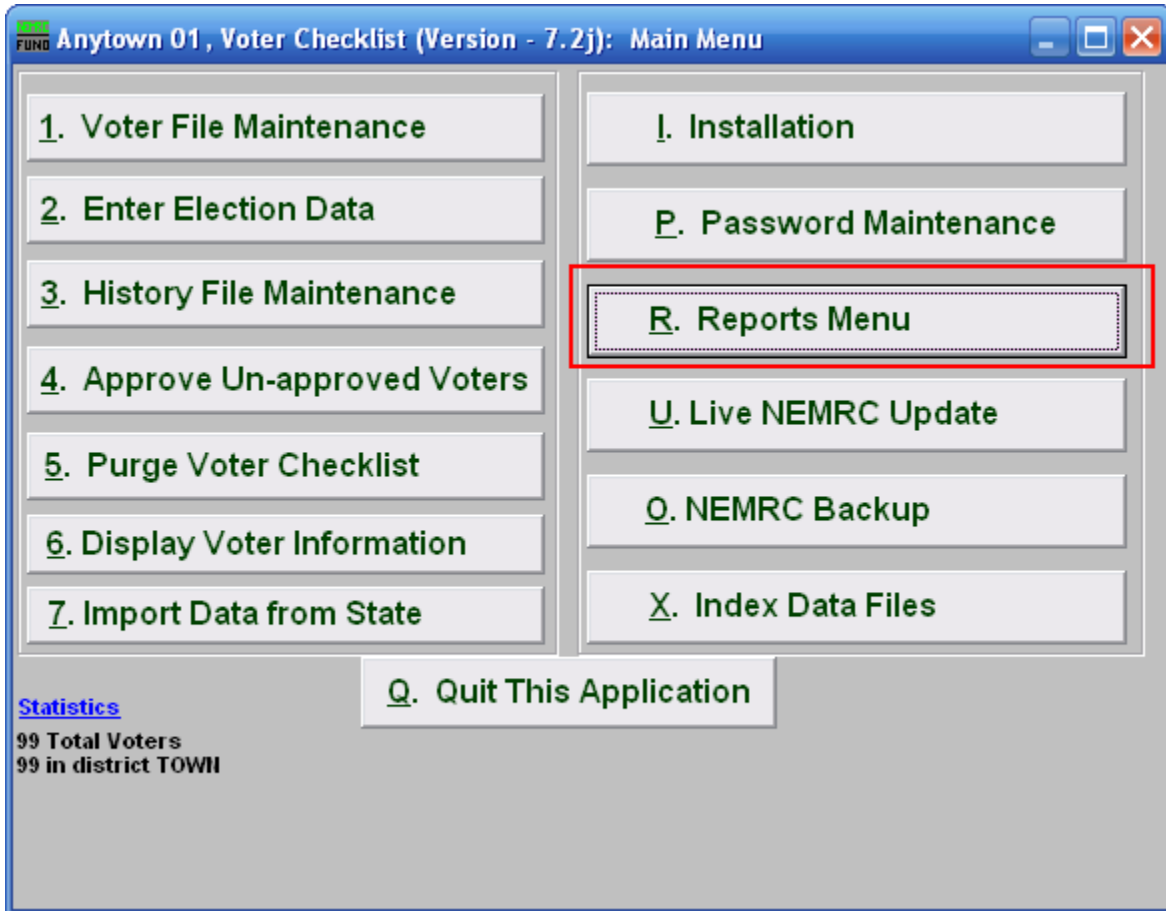 NEMRC
FUND
Anytown 01, Voter Checklist (Version - 7.2j): Main Menu
1. Voter File Maintenance
2. Enter Election Data
3. History File Maintenance
4. Approve Un-approved Voters
5. Purge Voter Checklist
6. Display Voter Information
7. Import Data from State
I. Installation
P. Password Maintenance
R. Reports Menu
U. Live NEMRC Update
O. NEMRC Backup
X. Index Data Files
Q. Quit This Application
Statistics
99 Total Voters
99 in district TOWN